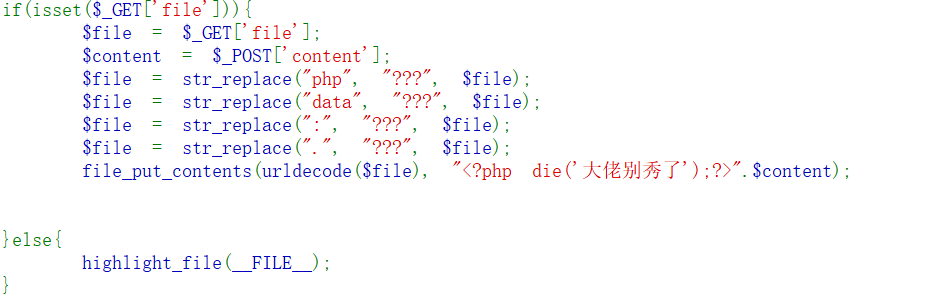 if(isset($_GET['file'])){
$file = $_GET['file'];
$content = $_POST['content'];
$file = str_replace("php", "???", $file);
$file = str_replace("data", "???", $file);
$file = str_replace(":", "???", $file);
$file = str_replace(".", "???", $file);
file_put_contents(urldecode($file), "<?php die('大佬别秀了');?>".$content);
}else{
highlight_file(__FILE__);
}